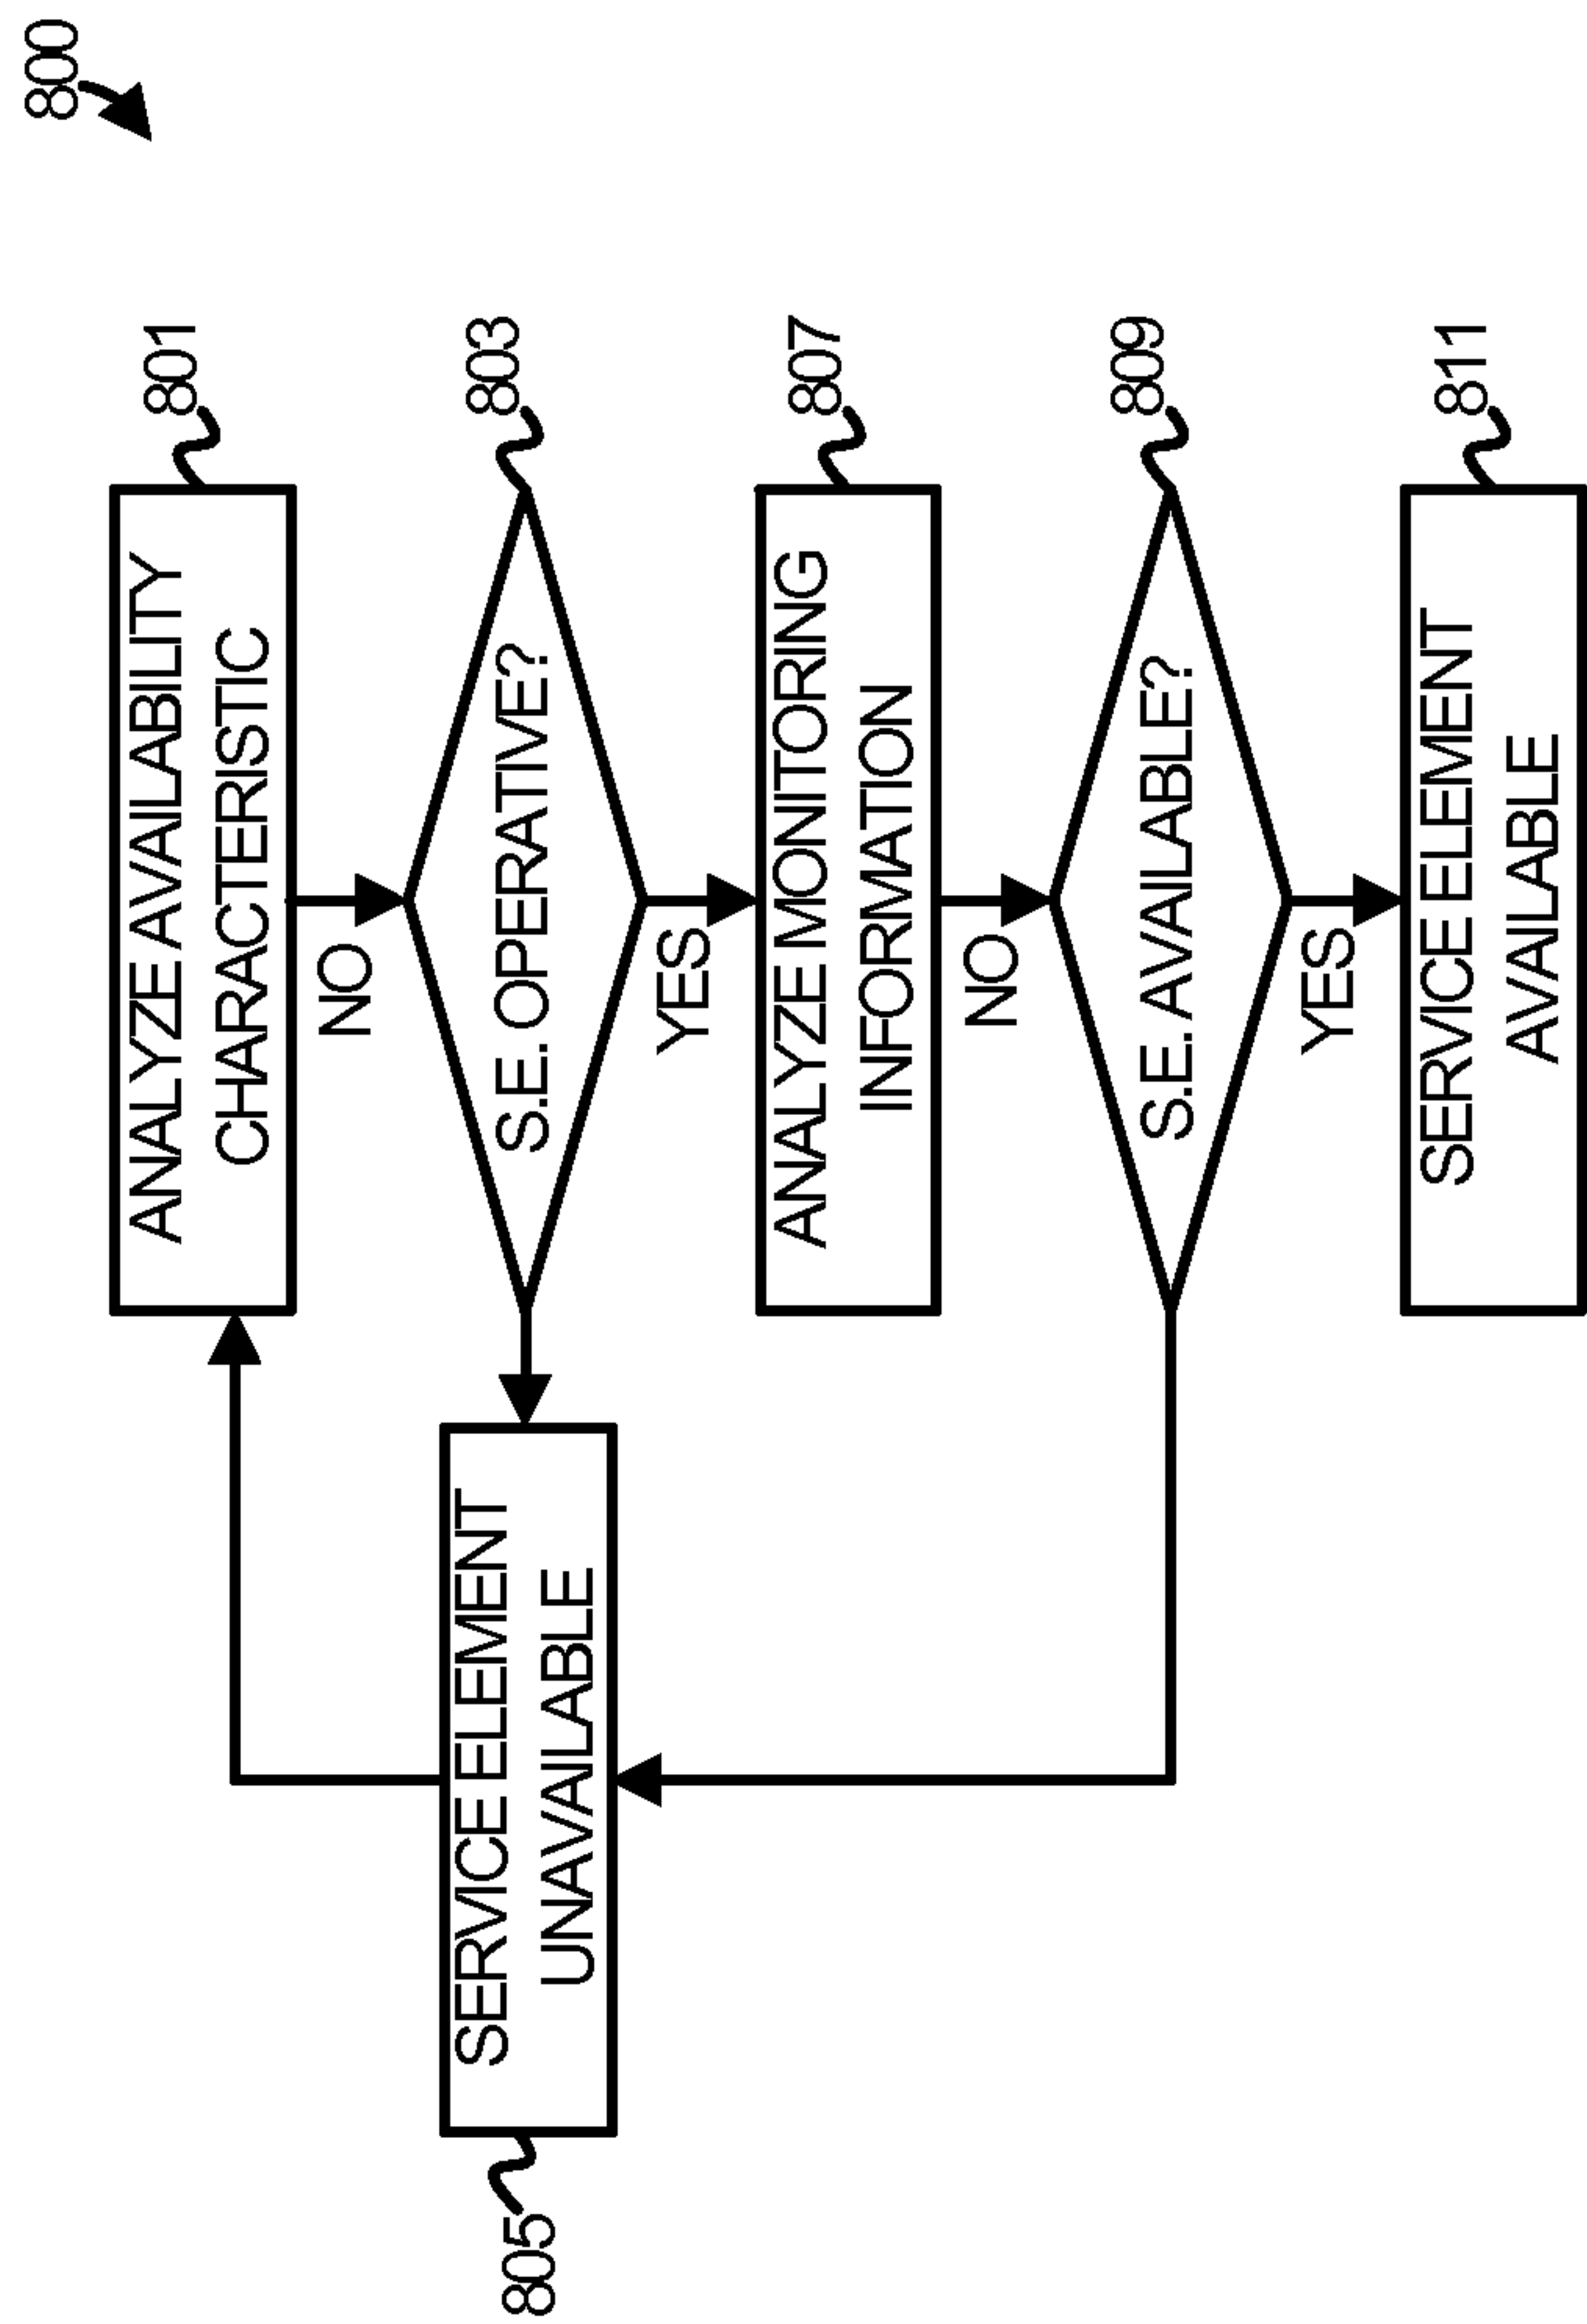 800
ANALYZE AVAILABILITY
CHARACTERISTIC
801
NO
S.E. OPERATIVE?
803
SERVICE ELEMENT
UNAVAILABLE
805
YES
ANALYZE MONITORING
INFORMATION
807
NO
S.E. AVAILABLE?
809
YES
SERVICE ELEMENT
AVAILABLE
811